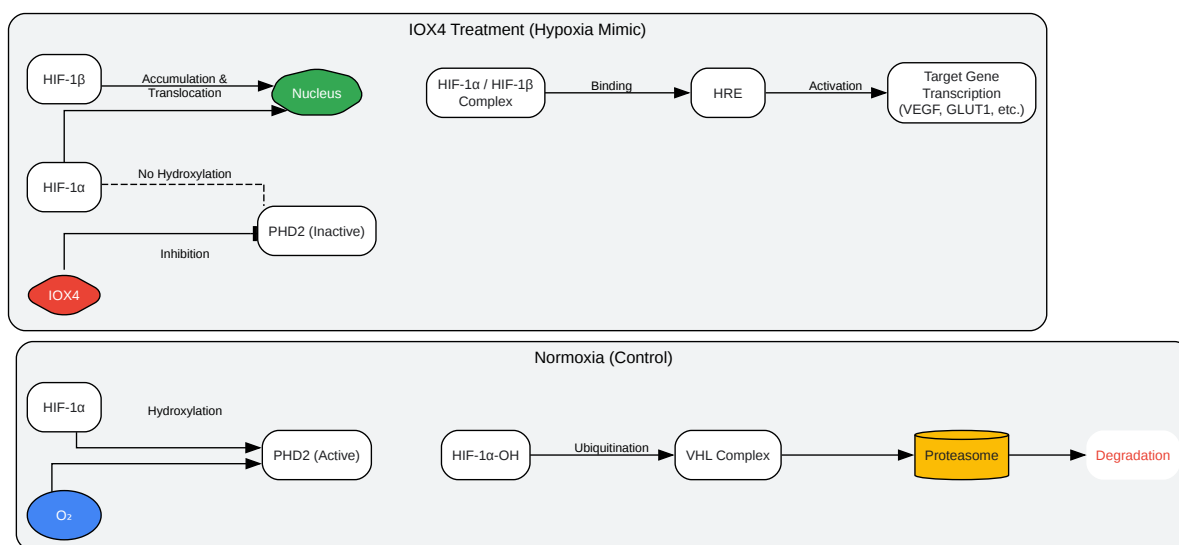 IOX4 Treatment (Hypoxia Mimic)
HIF-1β
Accumulation &
Translocation
Nucleus
HIF-1α / HIF-1β
Complex
Binding
HRE
Activation
Target Gene
Transcription
(VEGF, GLUT1, etc.)
HIF-1α
No Hydroxylation
PHD2 (Inactive)
Inhibition
IOX4
Normoxia (Control)
HIF-1α
Hydroxylation
PHD2 (Active)
HIF-1α-OH
Ubiquitination
VHL Complex
Proteasome
Degradation
O₂